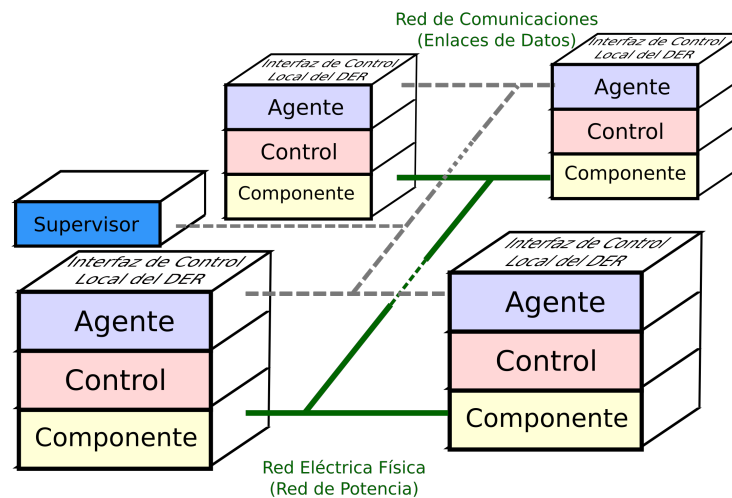 Red de Comunicaciones
(Enlaces de Datos)
Interfaz de Control
Local del DER
Agente
Control
Componente
Interfaz de Control
Local del DER
Agente
Control
Componente
Supervisor
Interfaz de Control
Local del DER
Agente
Control
Componente
Interfaz de Control
Local del DER
Agente
Control
Componente
Red Eléctrica Física
(Red de Potencia)